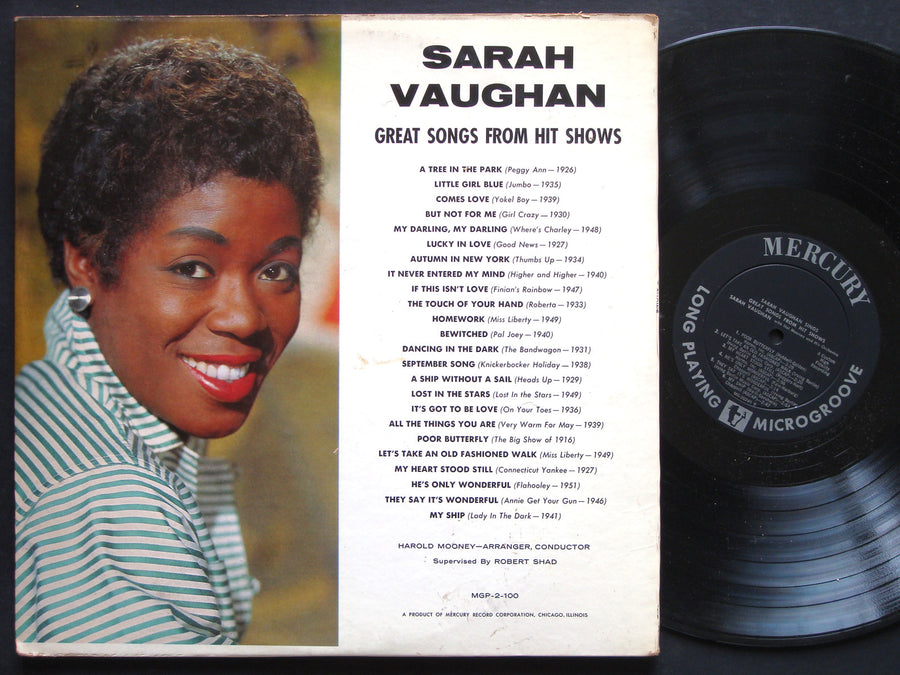 SARAH
VAUGHAN
GREAT SONGS FROM HIT SHOWS
A TREE IN THE PARK (Peggy Ann—1926)
LITTLE GIRL BLUE (Jumbo—1935)
COMES LOVE (Yokel Boy—1939)
BUT NOT FOR ME (Girl Crazy—1930)
MY DARLING, MY DARLING (Where's Charley—1948)
LUCKY IN LOVE (Good News—1927)
AUTUMN IN NEW YORK (Thumbs Up—1934)
IT NEVER ENTERED MY MIND (Higher and Higher—1940)
IF THIS ISN'T LOVE (Finian's Rainbow—1947)
THE TOUCH OF YOUR HAND (Roberta—1933)
HOMEWORK (Miss Liberty—1949)
BEWITCHED (Pal Joey—1940)
DANCING IN THE DARK (The Bandwagon—1931)
SEPTEMBER SONG (Knickerbocker Holiday—1938)
A SHIP WITHOUT A SAIL (Heads Up—1929)
LOST IN THE STARS (Lost In the Stars—1949)
IT'S GOT TO BE LOVE (On Your Toes—1936)
ALL THE THINGS YOU ARE (Very Warm For May—1939)
POOR BUTTERFLY (The Big Show of 1916)
LET'S TAKE AN OLD FASHIONED WALK (Miss Liberty—1949)
MY HEART STOOD STILL (Connecticut Yankee—1927)
HE'S ONLY WONDERFUL (Flahooley—1951)
THEY SAY IT'S WONDERFUL (Annie Get Your Gun—1946)
MY SHIP (Lady In The Dark—1941)
HAROLD MOONEY—ARRANGER, CONDUCTOR
Supervised By ROBERT SHAD
MGP-2-100
A PRODUCT OF MERCURY RECORD CORPORATION, CHICAGO, ILLINOIS
MERCURY
LONG PLAYING
MICROGROOVE
SARAH VAUGHAN SINGS
GREAT SONGS FROM HIT SHOWS
SARAH VAUGHAN
1. POOR BUTTERFLY